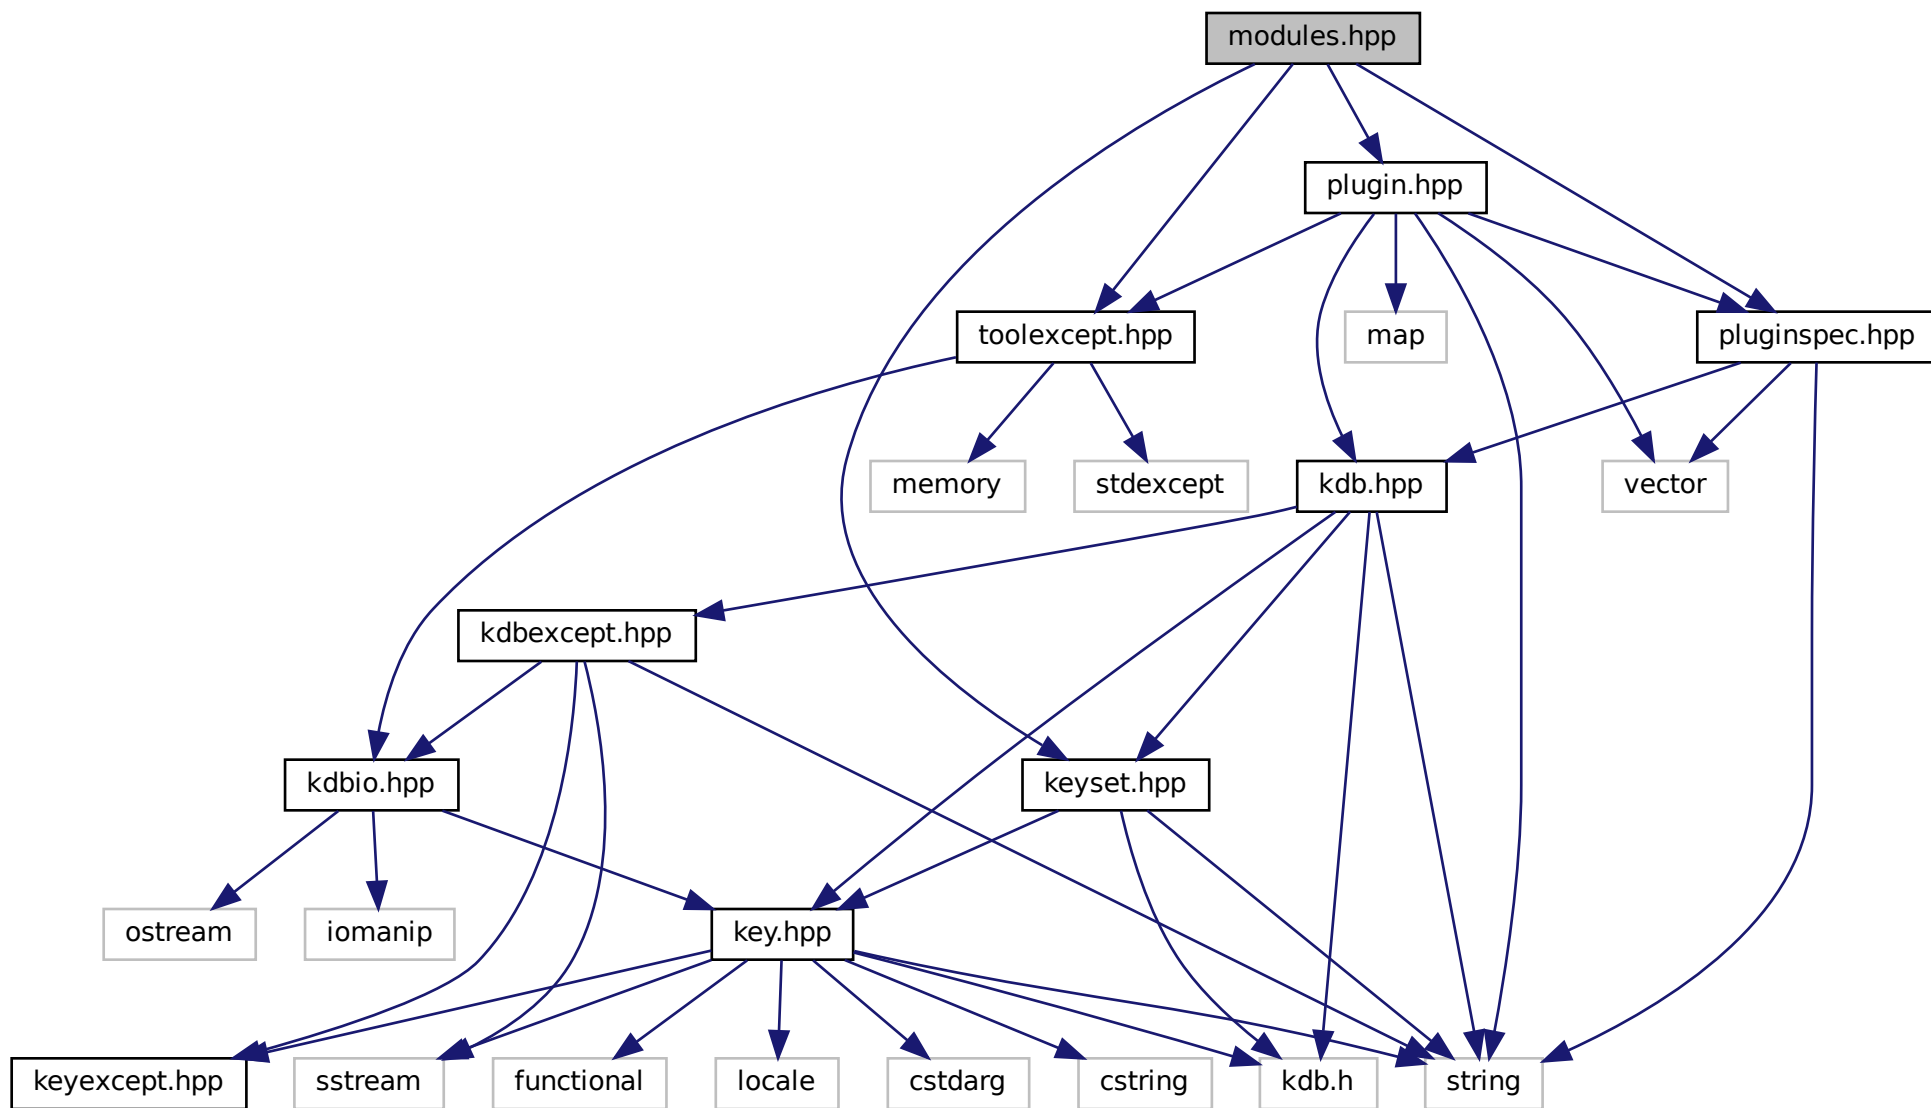 modules.hpp
plugin.hpp
toolexcept.hpp
map
pluginspec.hpp
memory
stdexcept
kdb.hpp
vector
kdbexcept.hpp
kdbio.hpp
keyset.hpp
ostream
iomanip
key.hpp
keyexcept.hpp
sstream
functional
locale
cstdarg
cstring
kdb.h
string